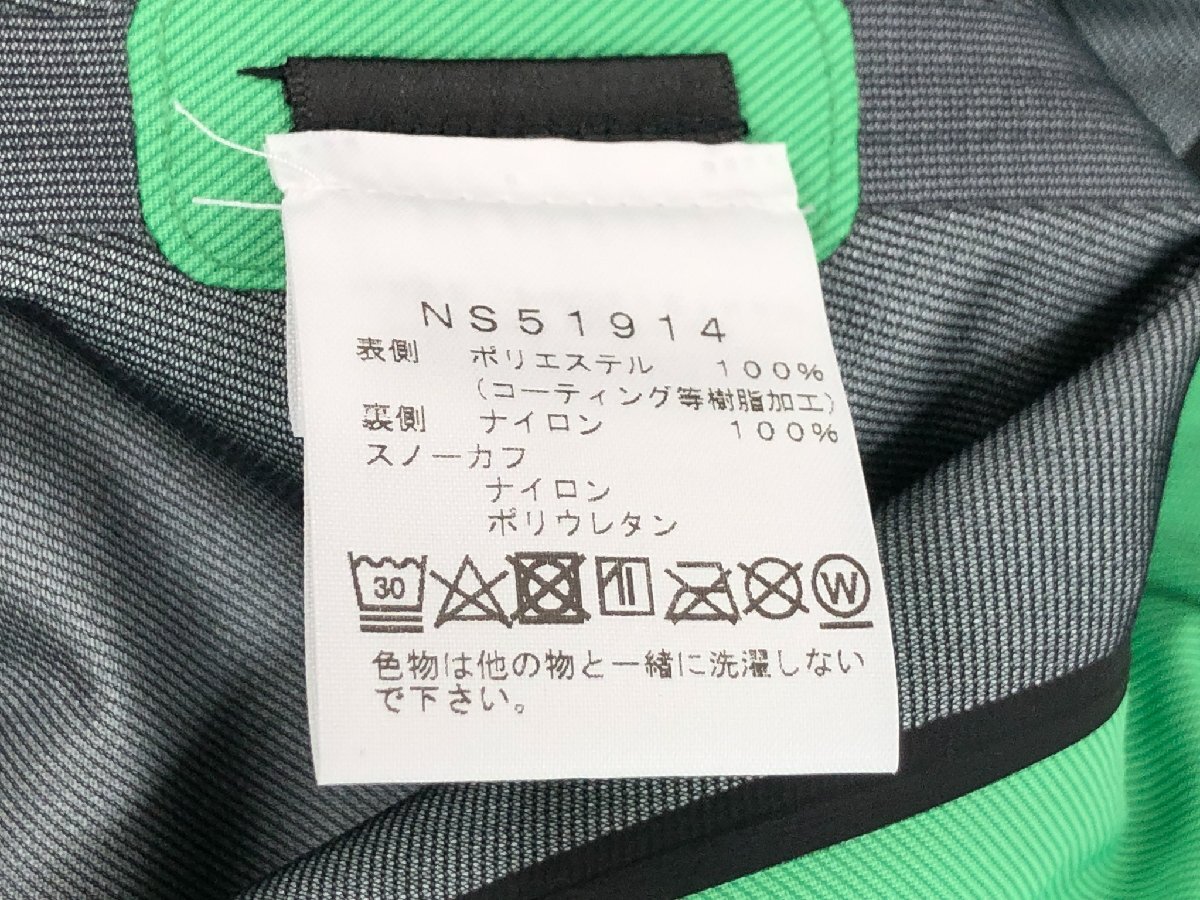 NS51914
表側 ポリエステル 100%
(コーティング等樹脂加工)
裏側 ナイロン 100%
スノーカフ
ナイロン
ポリウレタン
30 W
色物は他の物と一緒に洗濯しない
で下さい。